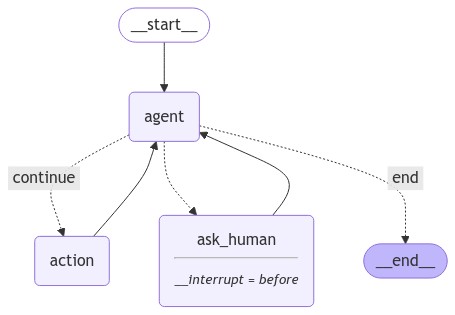 __start__
agent
continue
end
ask_human
__interrupt = before
action
__end__